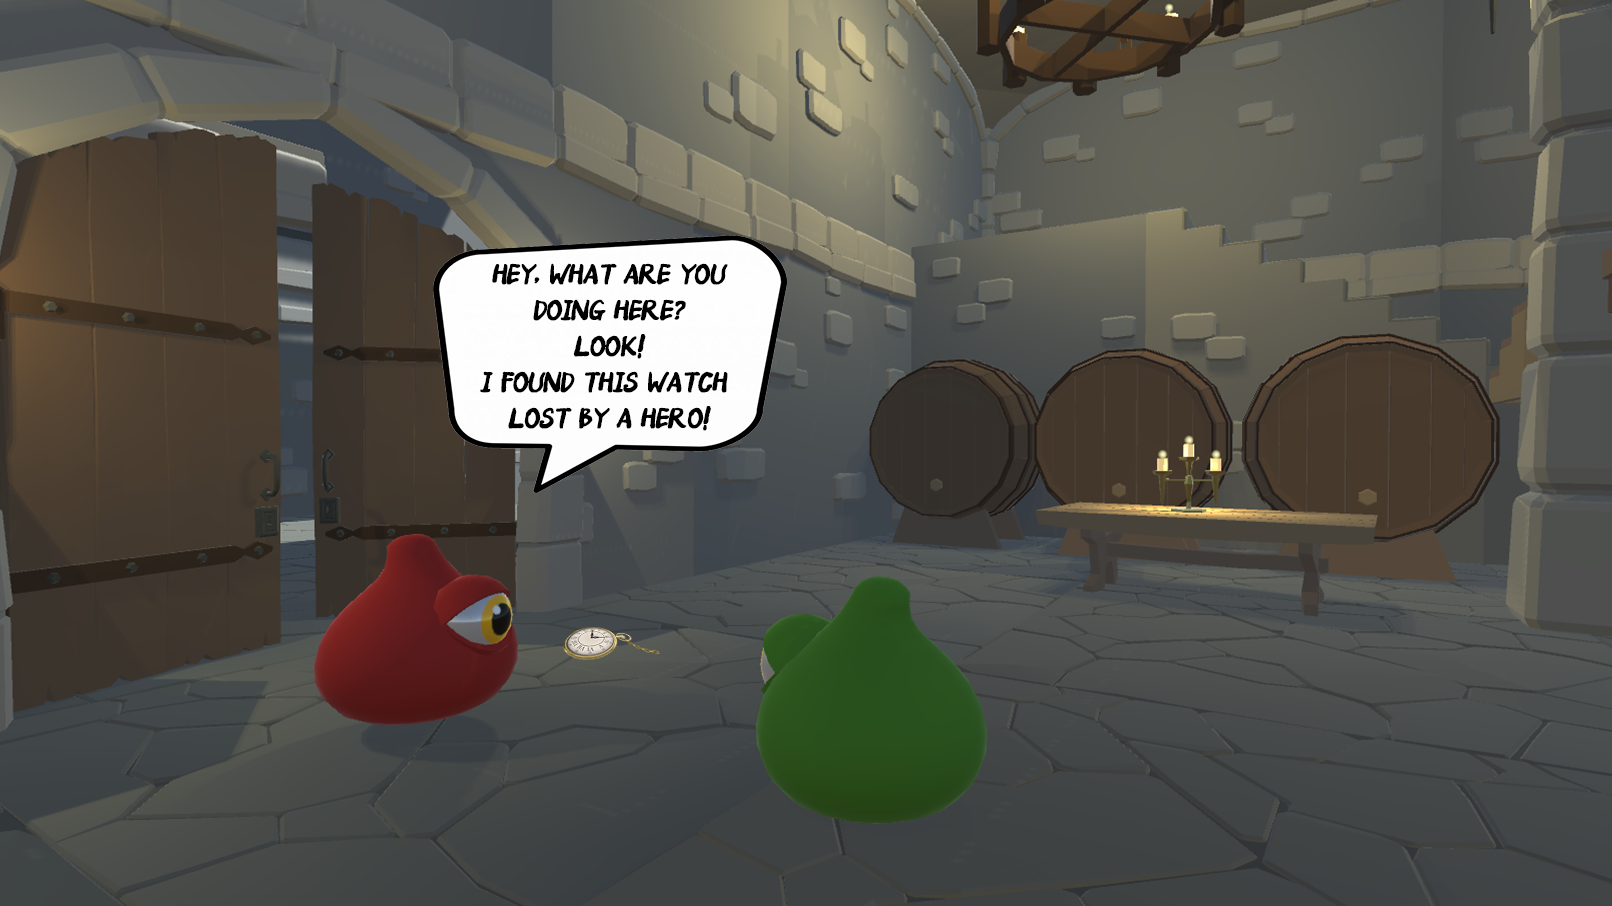 HEY, WHAT ARE YOU
DOING HERE?
LOOK!
I FOUND THIS WATCH
LOST BY A HERO!